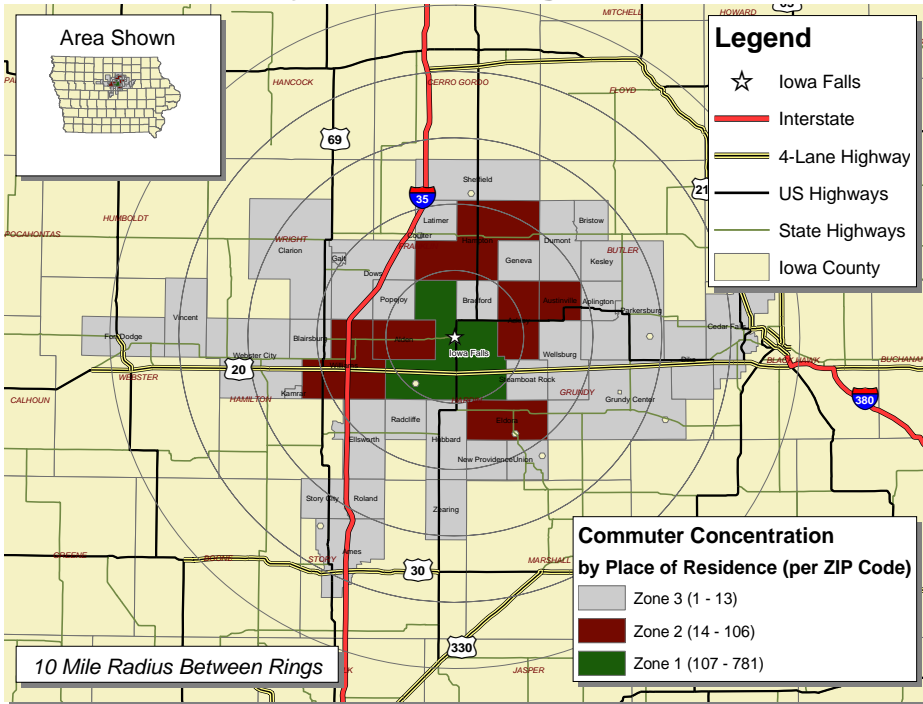 Area Shown
Legend
Iowa Falls
Interstate
4-Lane Highway
US Highways
State Highways
Iowa County
MITCHELL
HOWARD
HANCOCK
CERRO GORDO
FLOYD
69
35
21
Sheffield
HUMBOLDT
POCAHONTAS
Latimer
Bristow
WRIGHT
Clarion
Coulter
Hampton
Dumont
BUTLER
Galt
Geneva
Kesley
Dows
Popejoy
Bradford
Austinville
Aplington
Parkersburg
Vincent
Fort Dodge
Blairsburg
Alden
Iowa Falls
Wellsburg
Cedar Falls
Webster City
BLACK HAWK
BUCHANAN
20
WEBSTER
Steamboat Rock
CALHOUN
HAMILTON
Kamrar
GRUNDY
Grundy Center
380
Radcliffe
Eldora
Ellsworth
Hubbard
New Providence
Union
Story City
Roland
Zearing
GREENE
BOONE
STORY
Ames
30
MARSHALL
330
JASPER
Commuter Concentration
by Place of Residence (per ZIP Code)
Zone 3 (1 - 13)
Zone 2 (14 - 106)
Zone 1 (107 - 781)
10 Mile Radius Between Rings